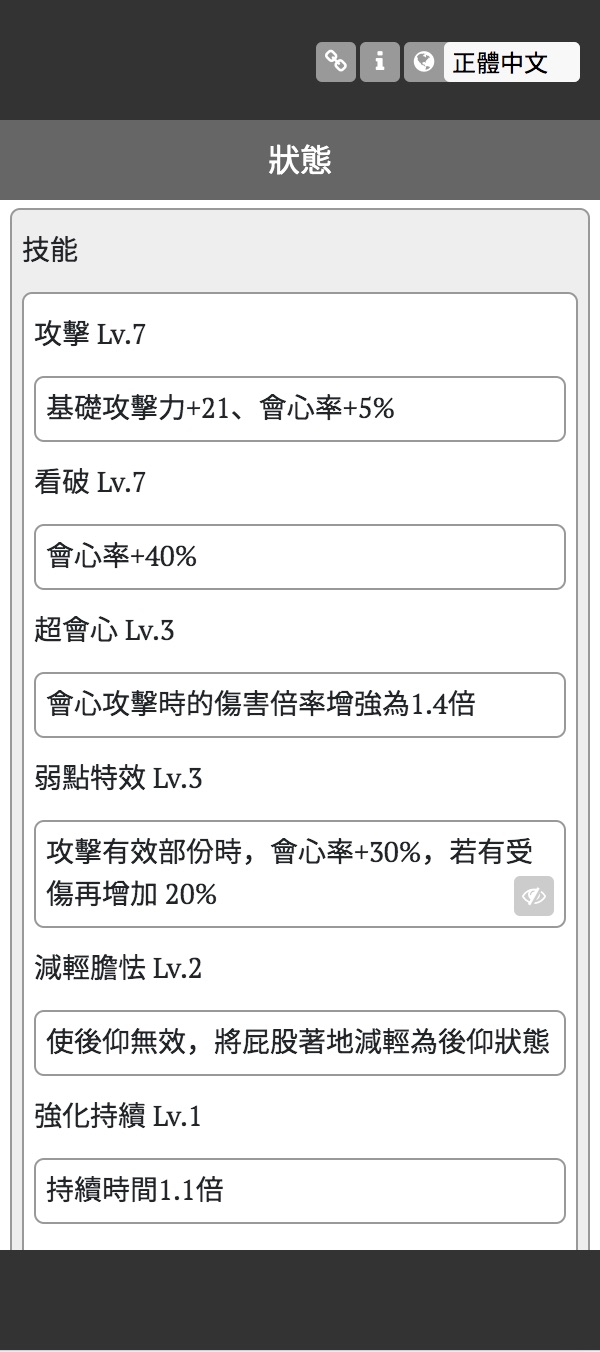 正體中文
狀態
技能
攻擊 Lv.7
基礎攻擊力+21、會心率+5%
看破 Lv.7
會心率+40%
超會心 Lv.3
會心攻擊時的傷害倍率增強為1.4倍
弱點特效 Lv.3
攻擊有效部份時，會心率+30%，若有受
傷再增加 20%
減輕膽怯 Lv.2
使後仰無效，將屁股著地減輕為後仰狀態
強化持續 Lv.1
持續時間1.1倍